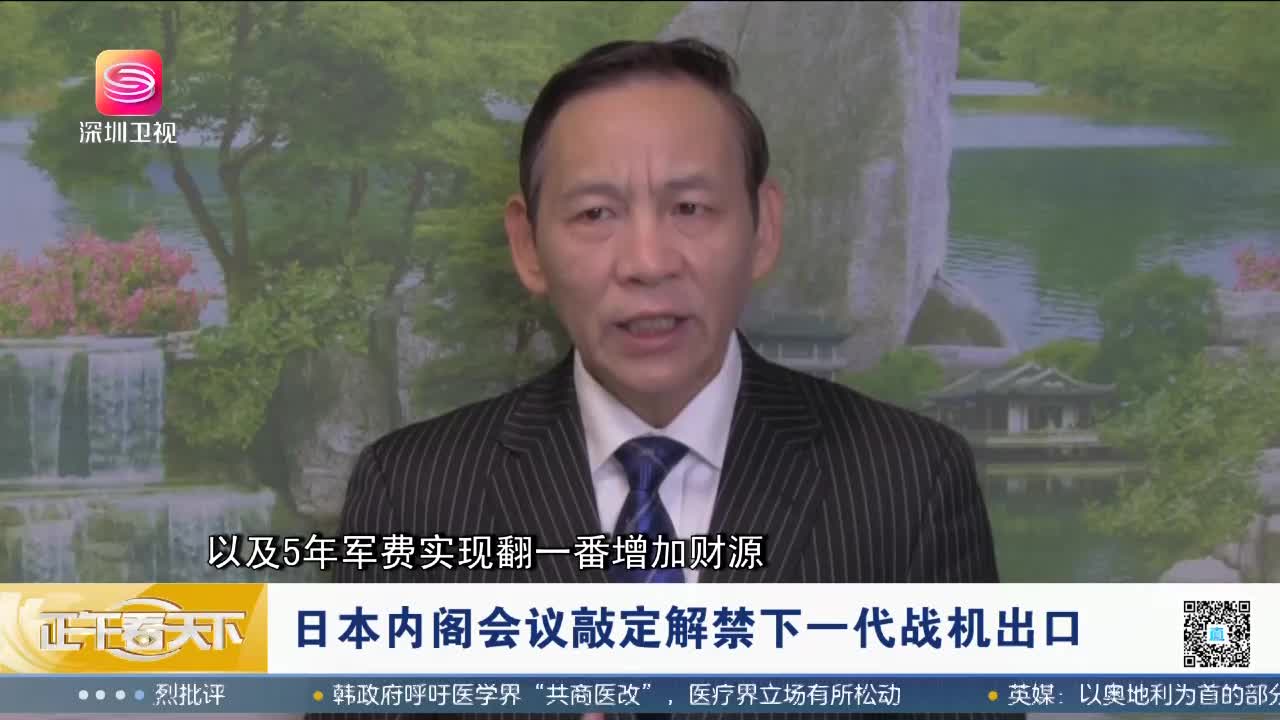 深圳卫视
以及5年军费实现翻一番增加财源
正午看天下
日本内阁会议敲定解禁下一代战机出口
烈批评
韩政府呼吁医学界“共商医改”，医疗界立场有所松动
英媒：以奥地利为首的部分